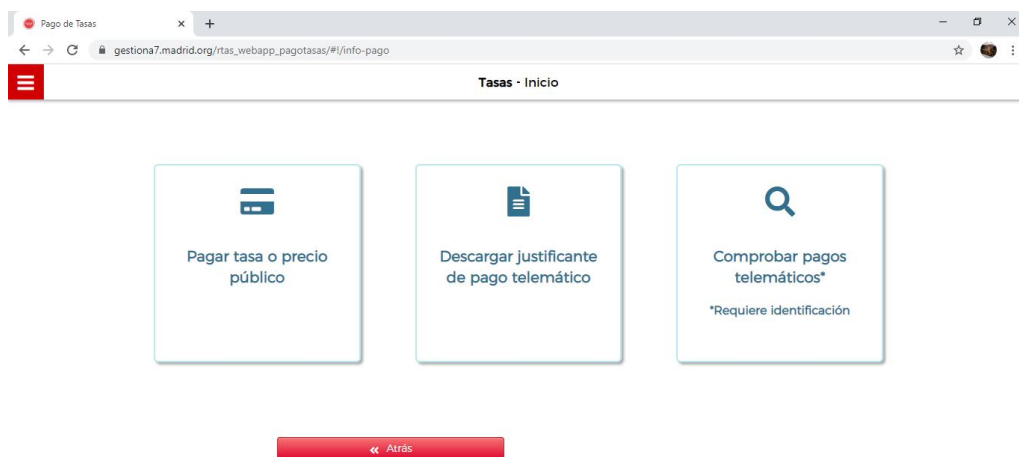 Pago de Tasas
gestiona7.madrid.org/rtas_webapp_pagotasas/#!/info-pago
Tasas - Inicio
Pagar tasa o precio
público
Descargar justificante
de pago telemático
Comprobar pagos
telemáticos*
*Requiere identificación
« Atrás